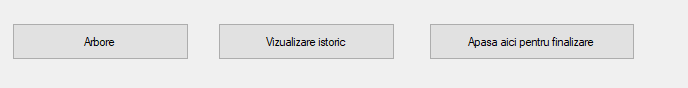 Arbore
Vizualizare istoric
Apasa aici pentru finalizare